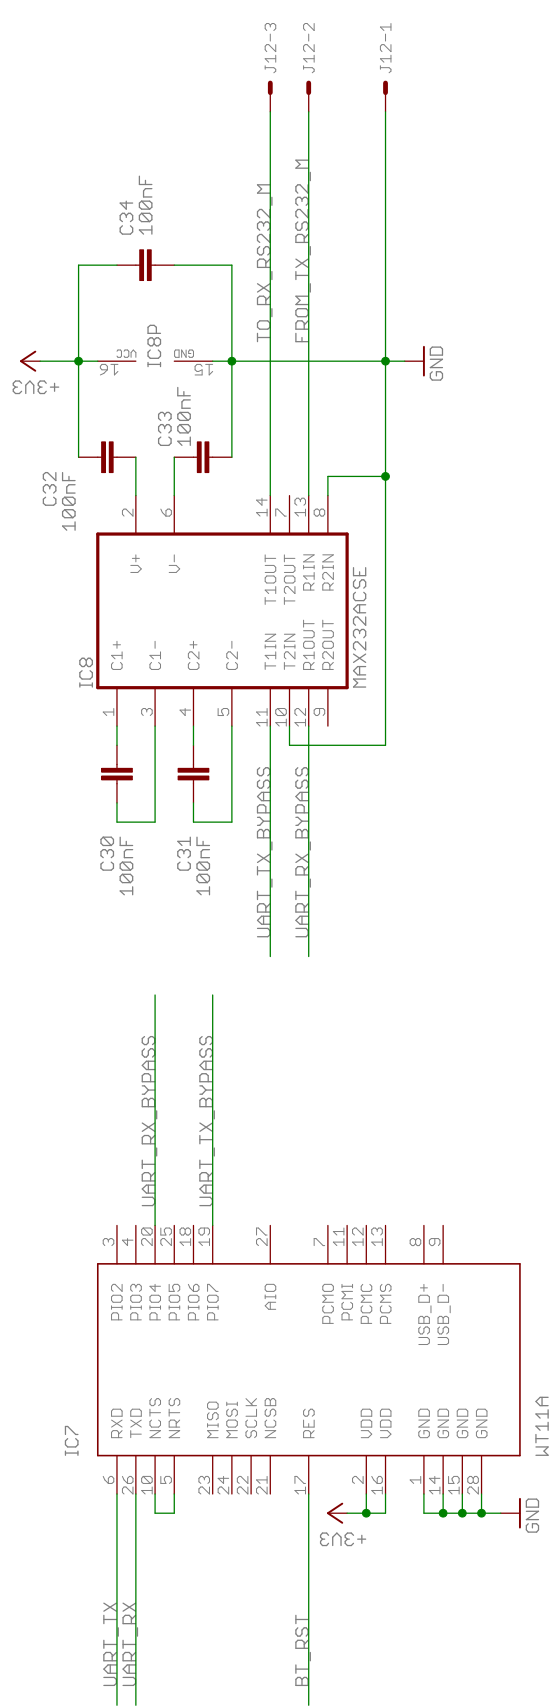 J12-3
J12-2
J12-1
C34
100nF
TO_RX_RS232_M
FROM_TX_RS232_M
+3V3
16
VCC
IC8P
GND
15
GND
C33
100nF
C32
100nF
2
6
14
7
13
8
V+
V-
T1OUT
T2OUT
R1IN
R2IN
IC8
C1+
C1-
C2+
C2-
T1IN
T2IN
R1OUT
R2OUT
MAX232ACSE
1
3
4
5
11
10
12
9
C30
100nF
C31
100nF
UART_TX_BYPASS
UART_RX_BYPASS
UART_RX_BYPASS
UART_TX_BYPASS
3
4
20
25
18
19
27
7
11
12
13
8
9
PIO2
PIO3
PIO4
PIO5
PIO6
PIO7
AIO
PCMO
PCMI
PCMC
PCMS
USB_D+
USB_D-
IC7
RXD
TXD
NCTS
NRTS
MISO
MOSI
SCLK
NCSB
RES
VDD
VDD
GND
GND
GND
GND
WT11A
6
26
10
5
23
24
22
21
17
2
16
1
14
15
28
+3V3
GND
UART_TX
UART_RX
BT_RST